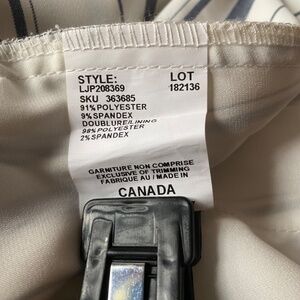 STYLE: LOT
LJP208369 182136
SKU 363685
91% POLYESTER
9% SPANDEX
DOUBLURE/LINING
98% POLYESTER
2% SPANDEX
GARNITURE NON COMPRISE
EXCLUSIVE OF TRIMMING
FABRIQUE AU / MADE IN
CANADA